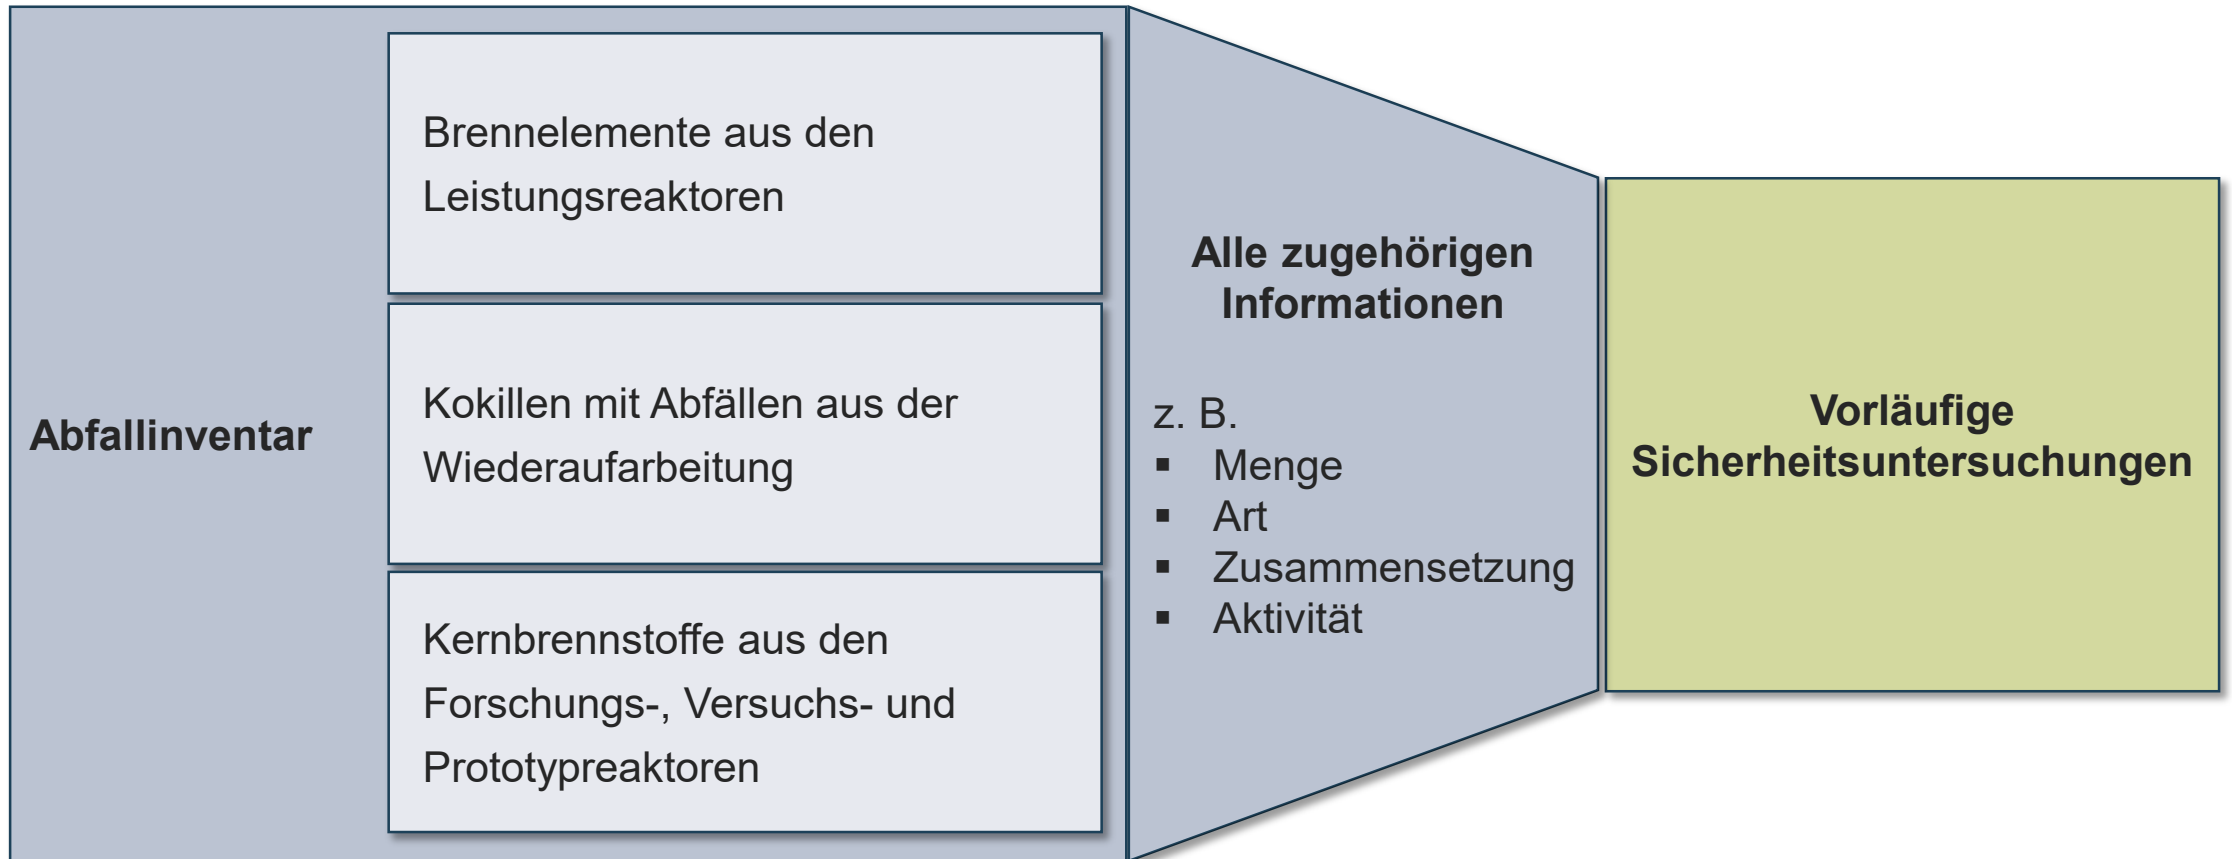 Abfallinventar
Brennelemente aus den
Leistungsreaktoren
Kokillen mit Abfällen aus der
Wiederaufarbeitung
Kernbrennstoffe aus den
Forschungs-, Versuchs- und
Prototypreaktoren
Alle zugehörigen
Informationen
z. B.
▪ Menge
▪ Art
▪ Zusammensetzung
▪ Aktivität
Vorläufige
Sicherheitsuntersuchungen